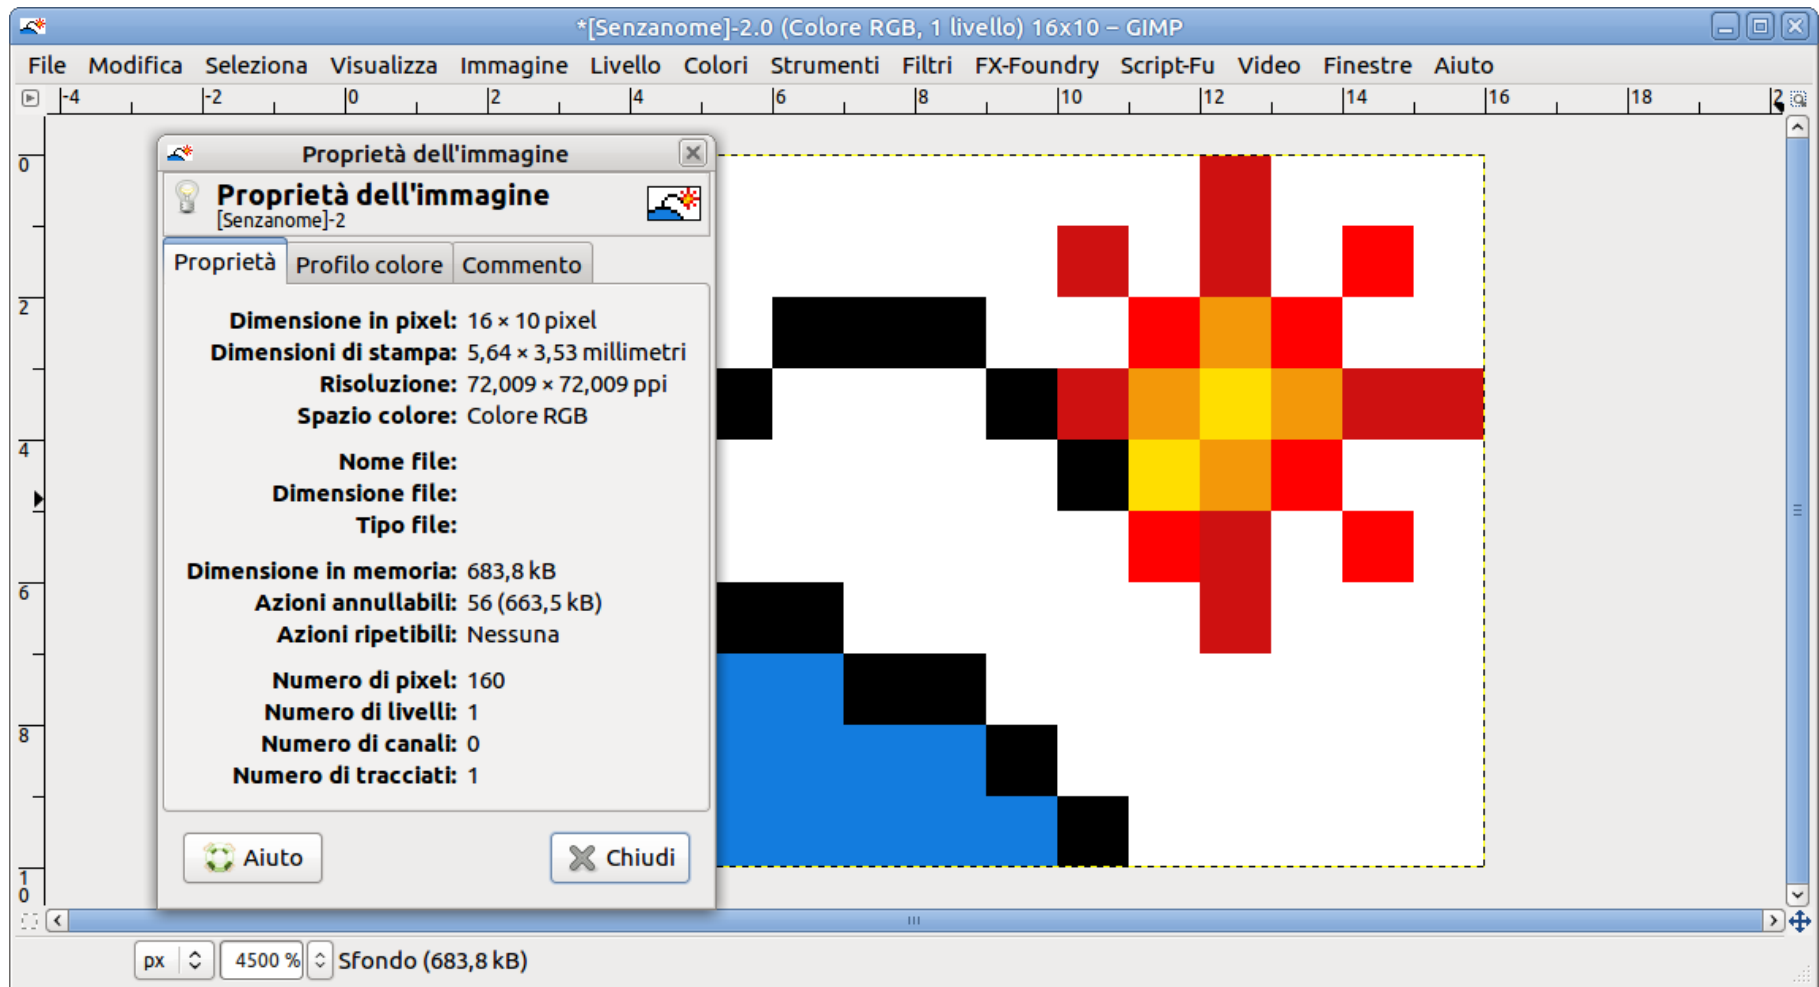 *[Senzanome]-2.0 (Colore RGB, 1 livello) 16x10 – GIMP
File Modifica Seleziona Visualizza Immagine Livello Colori Strumenti Filtri FX-Foundry Script-Fu Video Finestre Aiuto
-4 -2 0 2 4 6 8 10 12 14 16 18 2
0
2
4
6
8
10
Proprietà dell'immagine
Proprietà dell'immagine
[Senzanome]-2
Proprietà Profilo colore Commento
Dimensione in pixel: 16 × 10 pixel
Dimensioni di stampa: 5,64 × 3,53 millimetri
Risoluzione: 72,009 × 72,009 ppi
Spazio colore: Colore RGB
Nome file:
Dimensione file:
Tipo file:
Dimensione in memoria: 683,8 kB
Azioni annullabili: 56 (663,5 kB)
Azioni ripetibili: Nessuna
Numero di pixel: 160
Numero di livelli: 1
Numero di canali: 0
Numero di tracciati: 1
Aiuto Chiudi
px 4500 % Sfondo (683,8 kB)